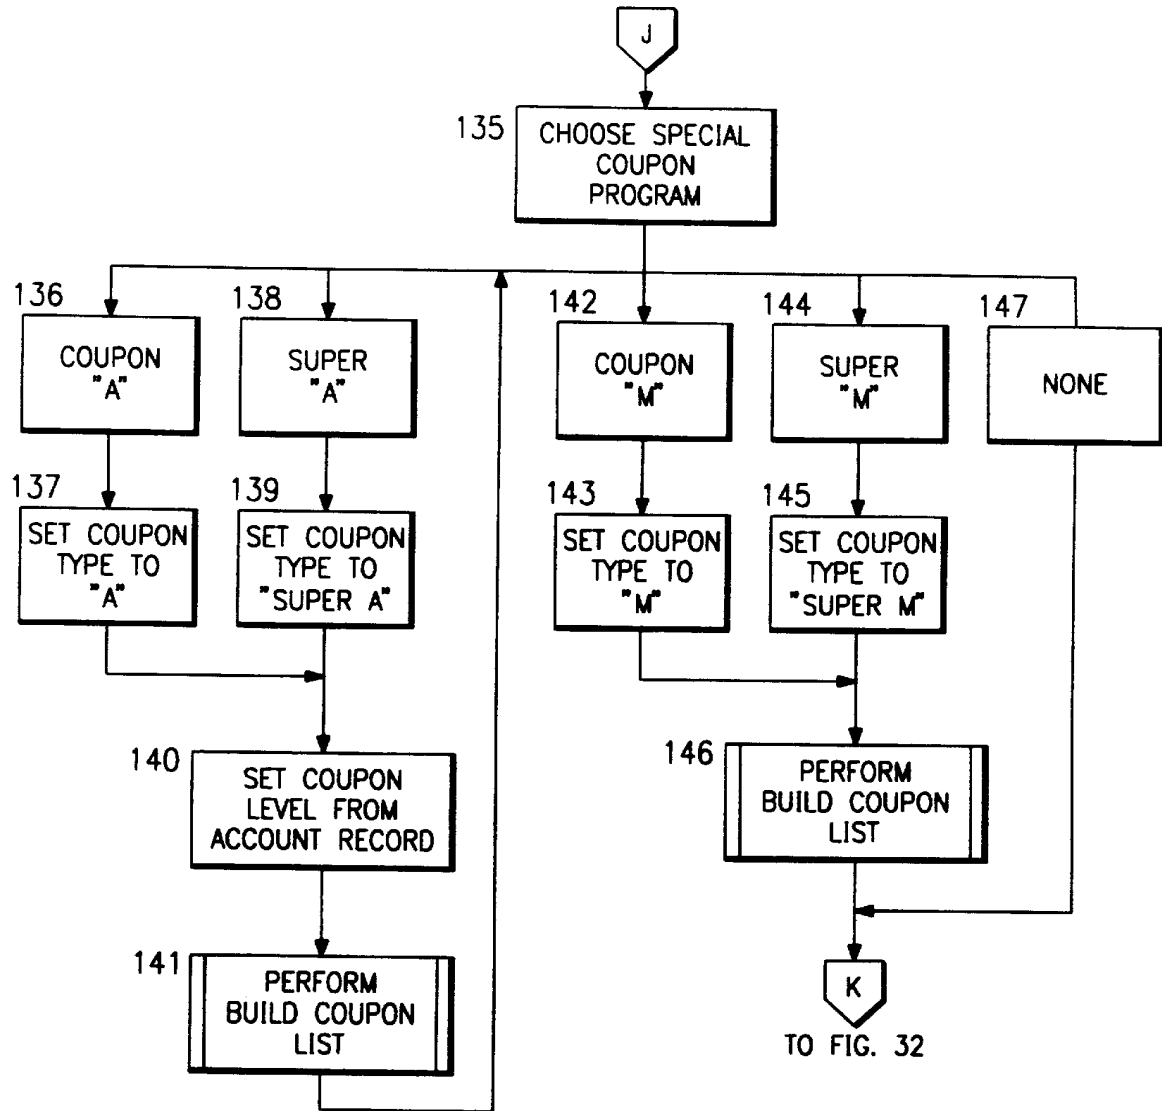 J
135
CHOOSE SPECIAL
COUPON
PROGRAM
136
COUPON
"A"
138
SUPER
"A"
142
COUPON
"M"
144
SUPER
"M"
147
NONE
137
SET COUPON
TYPE TO
"A"
139
SET COUPON
TYPE TO
"SUPER A"
143
SET COUPON
TYPE TO
"M"
145
SET COUPON
TYPE TO
"SUPER M"
140
SET COUPON
LEVEL FROM
ACCOUNT RECORD
146
PERFORM
BUILD COUPON
LIST
141
PERFORM
BUILD COUPON
LIST
K
TO FIG. 32